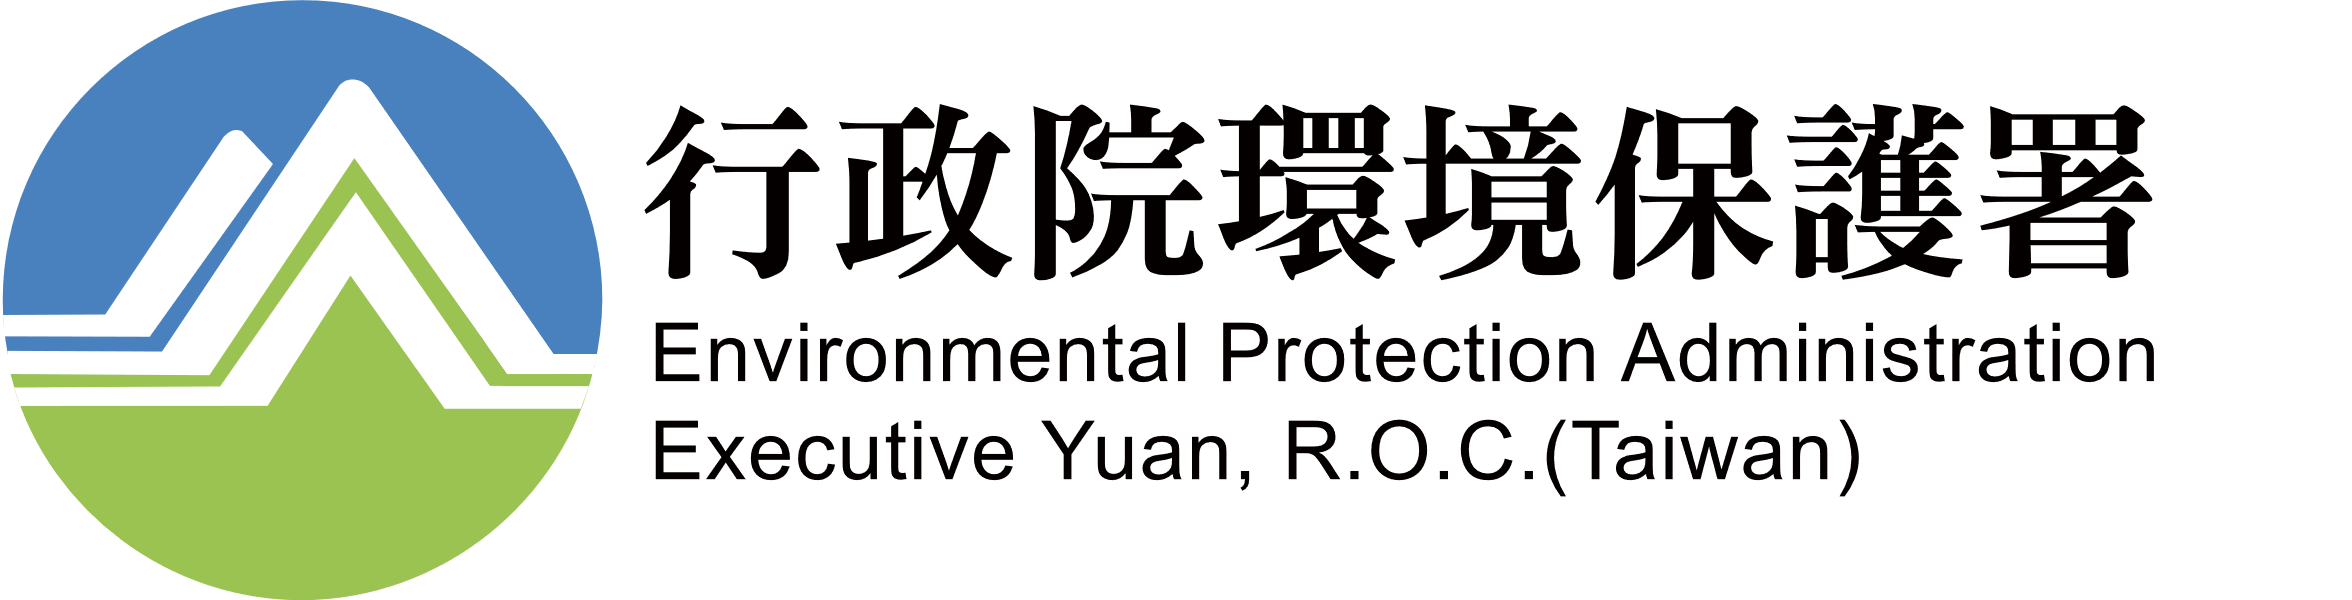 行政院環境保護署
Environmental Protection Administration
Executive Yuan, R.O.C.(Taiwan)